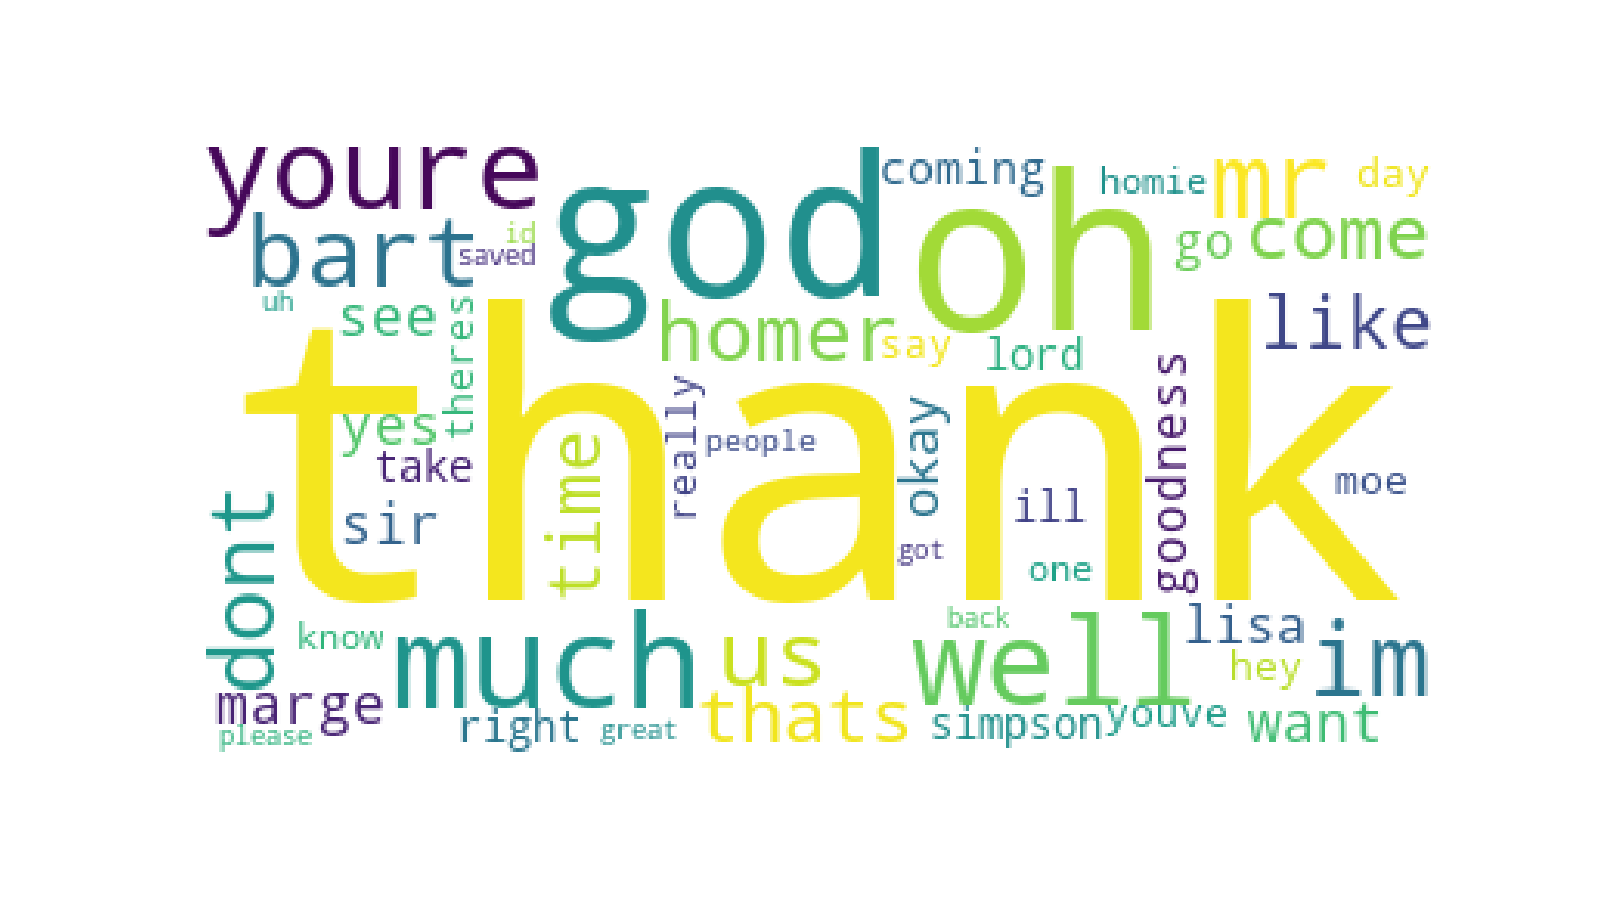 youre
god
coming
oh
homie
mr
day
bart
id
saved
go
come
uh
see
theres
homer
say
lord
like
thank
yes
take
really
people
okay
goodness
moe
time
sir
ill
got
one
dont
know
much
us
back
well
lisa
hey
im
marge
please
right
great
thats
simpson
youve
want